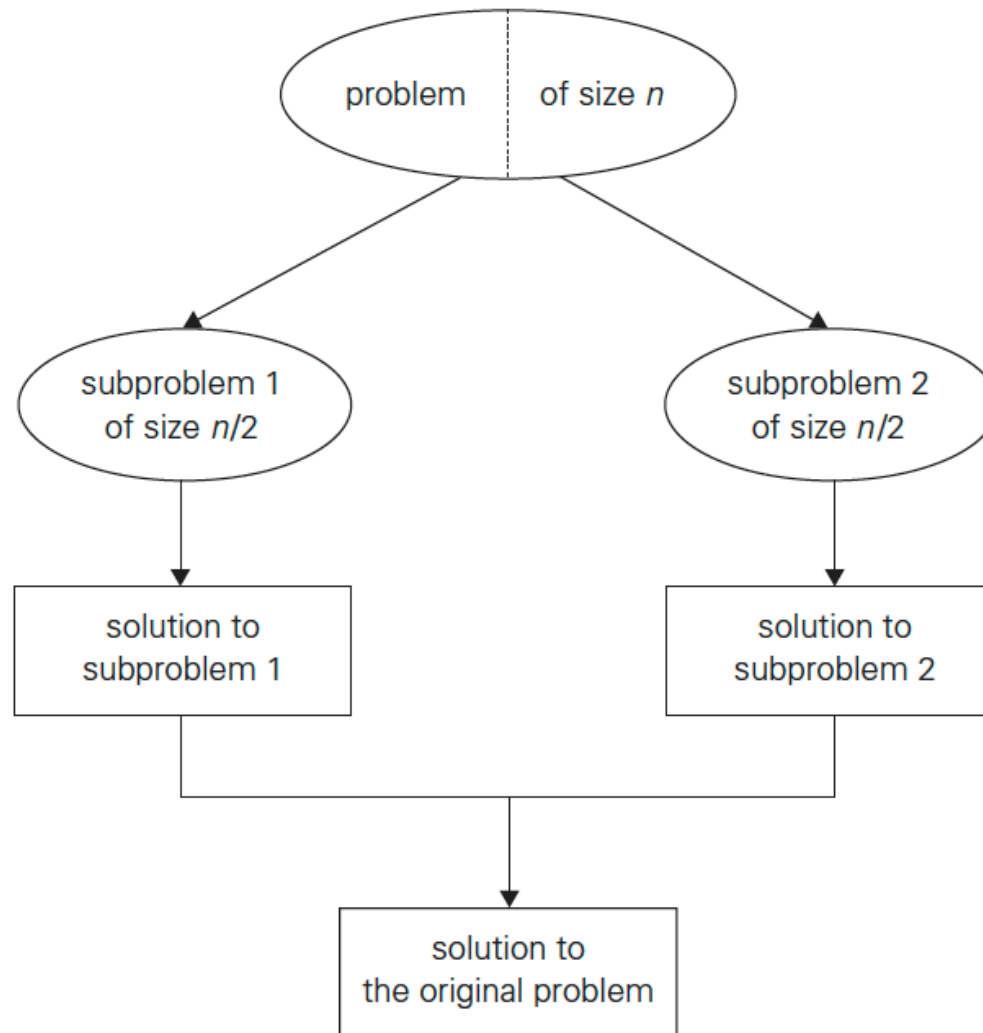 problem of size n
subproblem 1
of size n/2
subproblem 2
of size n/2
solution to
subproblem 1
solution to
subproblem 2
solution to
the original problem